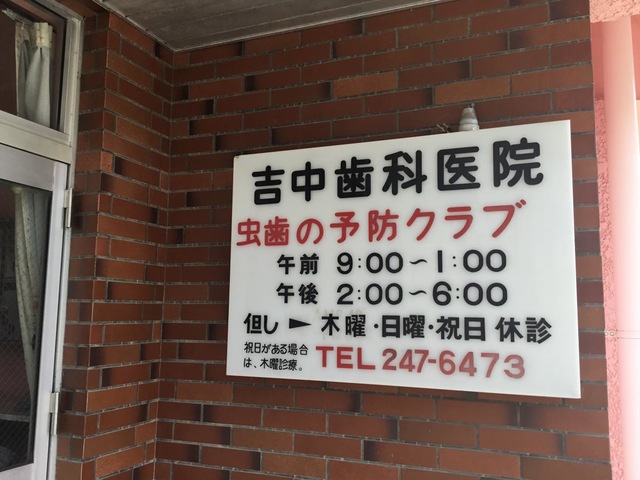 吉中歯科医院
虫歯の予防クラブ
午前 9:00〜1:00
午後 2:00〜6:00
但し► 木曜・日曜・祝日 休診
祝日がある場合
は、木曜診療。
TEL 247-6473